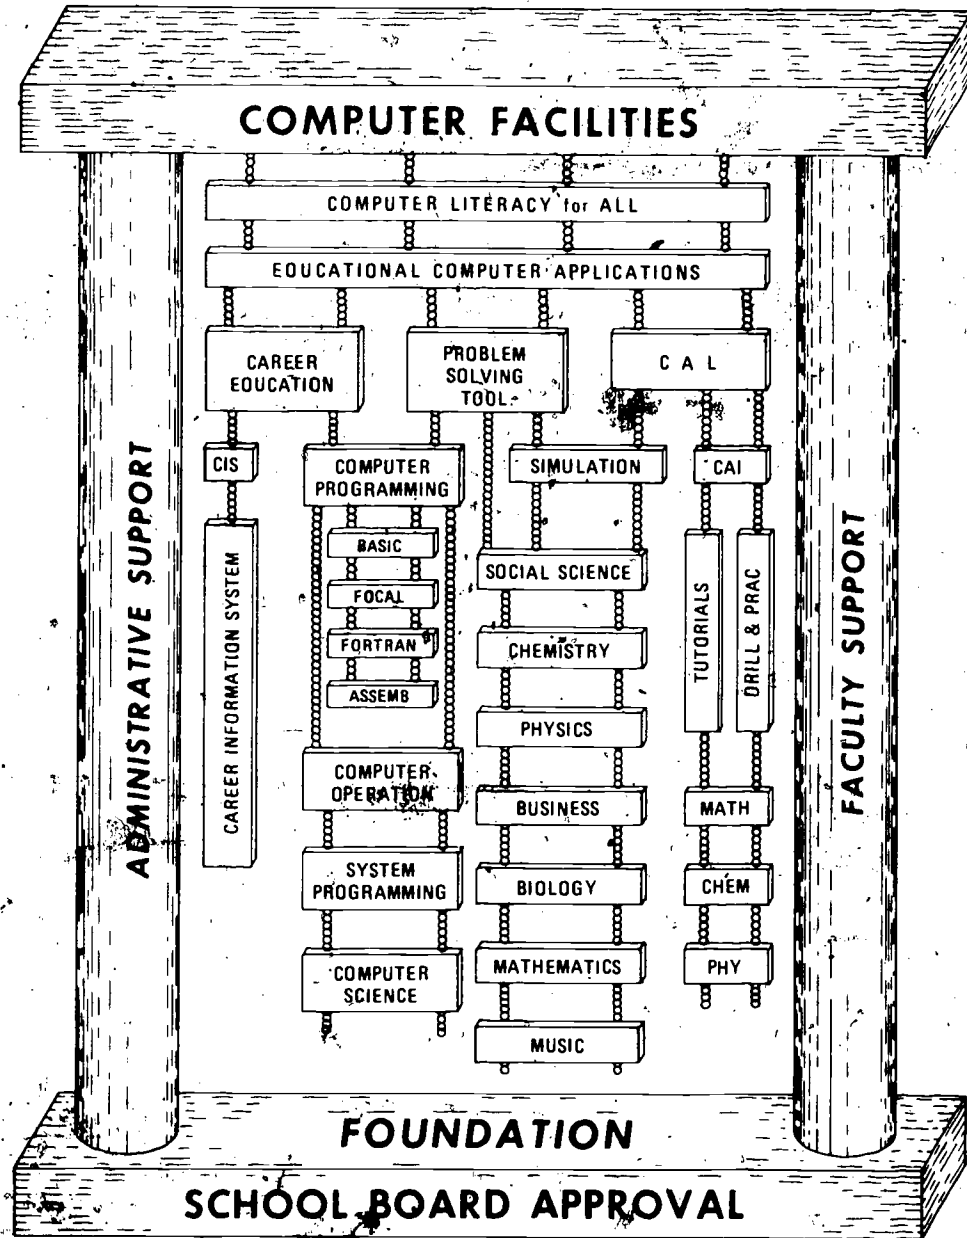 COMPUTER FACILITIES
COMPUTER LITERACY for ALL
EDUCATIONAL COMPUTER APPLICATIONS
CAREER
EDUCATION
PROBLEM
SOLVING
TOOL
C A L
CIS
COMPUTER
PROGRAMMING
SIMULATION
CAI
CAREER INFORMATION SYSTEM
BASIC
FOCAL
FORTRAN
ASSEMB
SOCIAL SCIENCE
CHEMISTRY
PHYSICS
BUSINESS
BIOLOGY
MATHEMATICS
MUSIC
TUTORIALS
DRILL & PRAC
COMPUTER
OPERATION
SYSTEM
PROGRAMMING
COMPUTER
SCIENCE
MATH
CHEM
PHY
ADMINISTRATIVE SUPPORT
FACULTY SUPPORT
FOUNDATION
SCHOOL BOARD APPROVAL